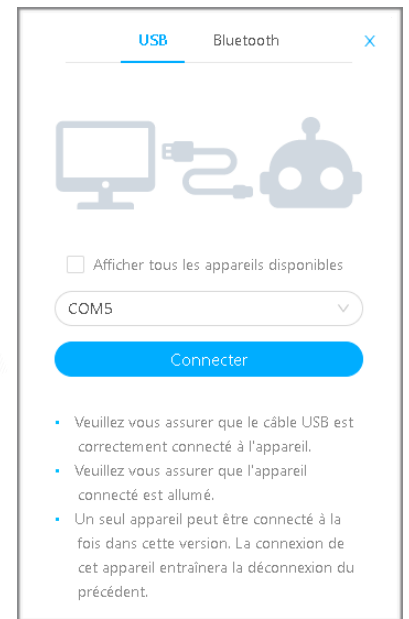 USB Bluetooth X
Afficher tous les appareils disponibles
COM5
Connecter
• Veuillez vous assurer que le câble USB est
correctement connecté à l'appareil.
• Veuillez vous assurer que l'appareil
connecté est allumé.
• Un seul appareil peut être connecté à la
fois dans cette version. La connexion de
cet appareil entraînera la déconnexion du
précédent.